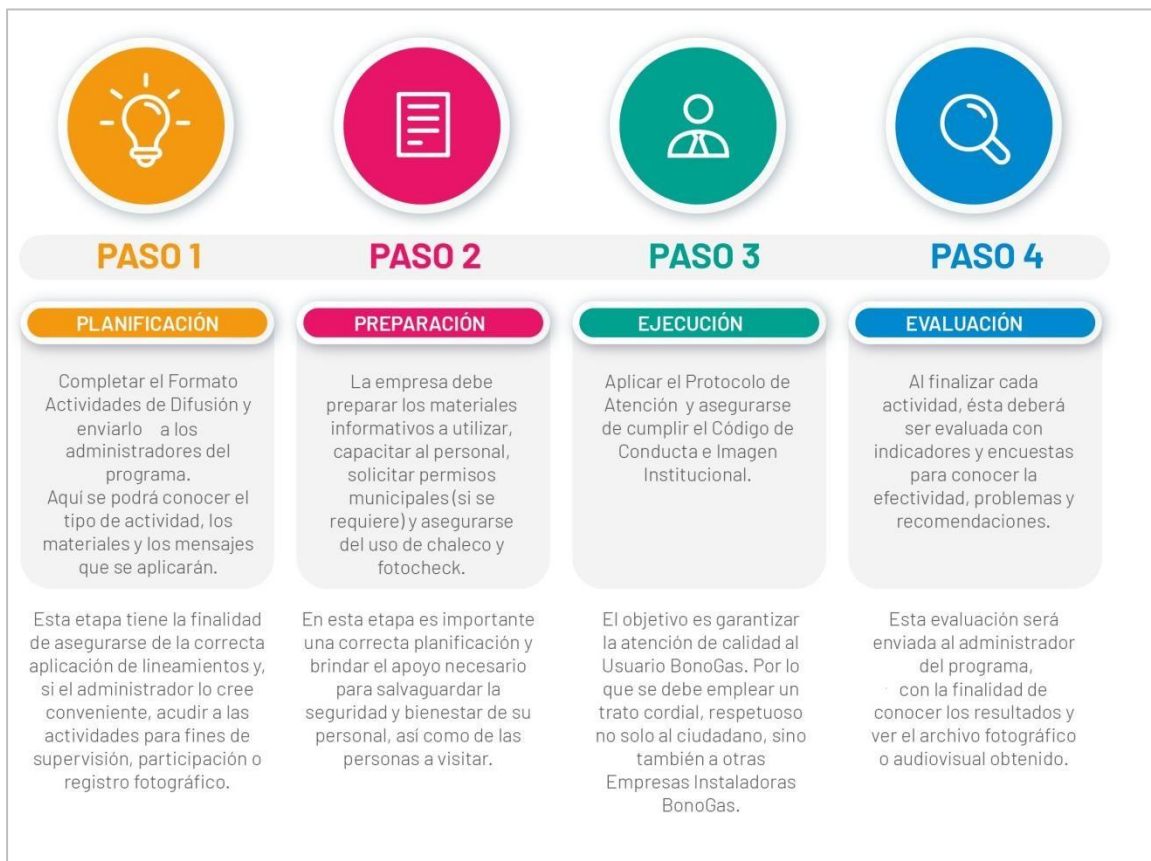 PASO 1
PLANIFICACIÓN
Completar el Formato
Actividades de Difusión y
enviarlo a los
administradores del
programa.
Aquí se podrá conocer el
tipo de actividad, los
materiales y los mensajes
que se aplicarán.
Esta etapa tiene la finalidad
de asegurarse de la correcta
aplicación de lineamientos y,
si el administrador lo cree
conveniente, acudir a las
actividades para fines de
supervisión, participación o
registro fotográfico.
PASO 2
PREPARACIÓN
La empresa debe
preparar los materiales
informativos a utilizar,
capacitar al personal,
solicitar permisos
municipales (si se
requiere) y asegurarse
del uso de chaleco y
fotocheck.
En esta etapa es importante
una correcta planificación y
brindar el apoyo necesario
para salvaguardar la
seguridad y bienestar de su
personal, así como de las
personas a visitar.
PASO 3
EJECUCIÓN
Aplicar el Protocolo de
Atención y asegurarse
de cumplir el Código de
Conducta e Imagen
Institucional.
El objetivo es garantizar
la atención de calidad al
Usuario BonoGas. Por lo
que se debe emplear un
trato cordial, respetuoso
no solo al ciudadano, sino
también a otras
Empresas Instaladoras
BonoGas.
PASO 4
EVALUACIÓN
Al finalizar cada
actividad, ésta deberá
ser evaluada con
indicadores y encuestas
para conocer la
efectividad, problemas y
recomendaciones.
Esta evaluación será
enviada al administrador
del programa,
con la finalidad de
conocer los resultados y
ver el archivo fotográfico
o audiovisual obtenido.